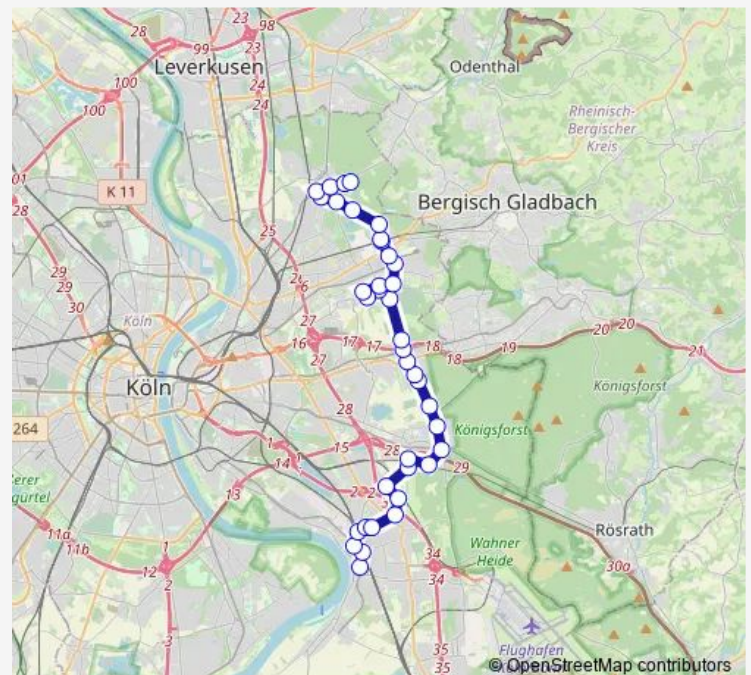 23
98
28
23
99
Leverkusen
24
24
100
100
Odenthal
Rheinisch-
Bergischer
Kreis
01
28
K 11
Bergisch Gladbach
25
29
29
30
27
16
17
17
18
18
19
20
20
21
27
Köln
Köln
Königsforst
28
264
15
28
14
Königsforst
29
13
11a
11b
12
1
2
3
Rösrath
Wahner
Heide
34
34
30a
35
35
Flughafen
© OpenStreetMap contributors